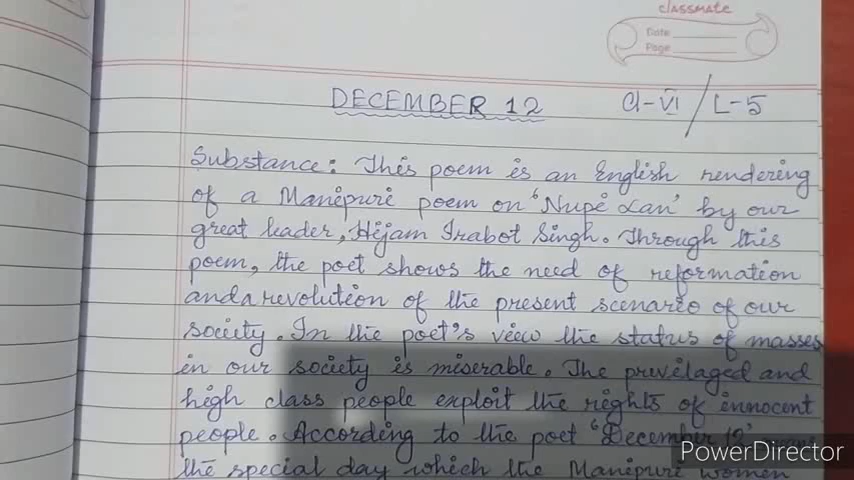 classmate
Date
Page
DECEMBER 12 Cl-VI / L-5
Substance: This poem is an English rendering
of a Manipuri poem on 'Nupi Lan' by our
great leader, Hijam Irabot Singh. Through this
poem, the poet shows the need of reformation
and a revolution of the present scenario of our
society. In the poet's view the status of masses
in our society is miserable. The previlaged and
high class people exploit the rights of innocent
people. According to the poet 'December 12'
the special day which the Manipuri women
PowerDirector